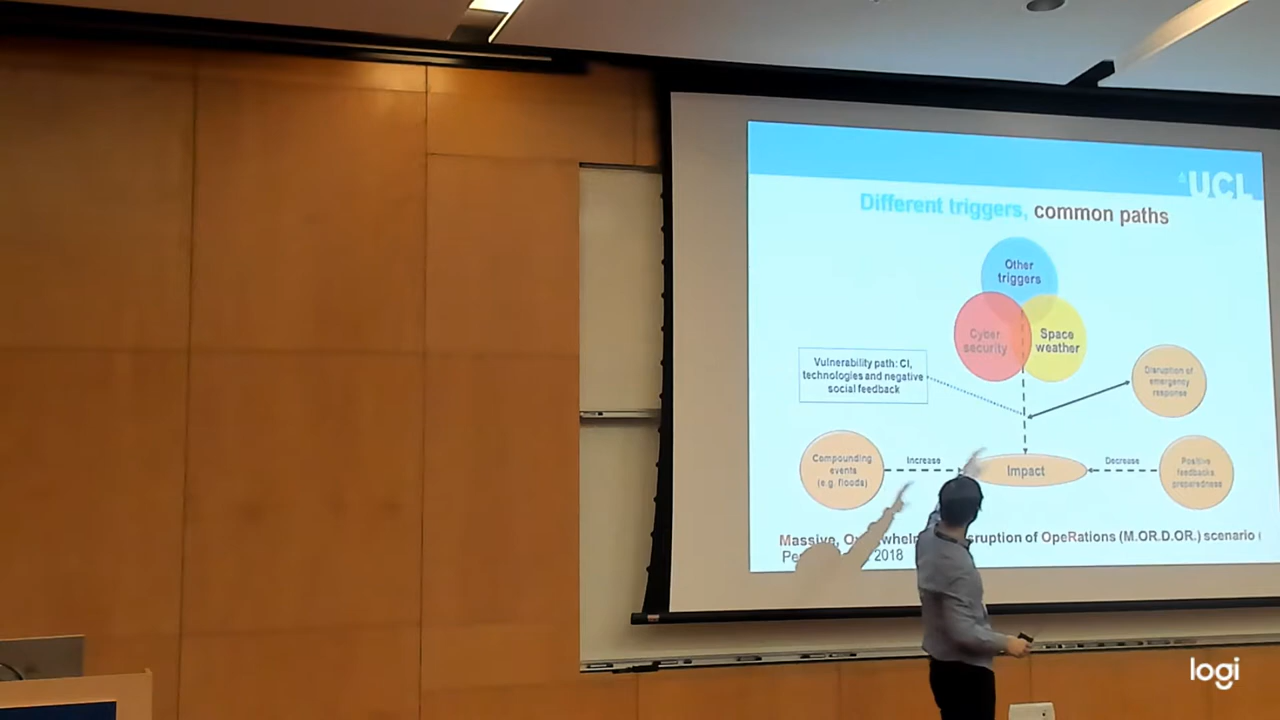 UCL
Different triggers, common paths
Other
triggers
Cyber
security
Space
weather
Vulnerability path: CI,
technologies and negative
social feedback
Disruption of
emergency
response
Compounding
events
(e.g. floods)
Increase
Impact
Decrease
Positive
feedbacks
preparedness
Massive, sruption of OpeRations (M.OR.D.OR.) scenario (
2018
logi